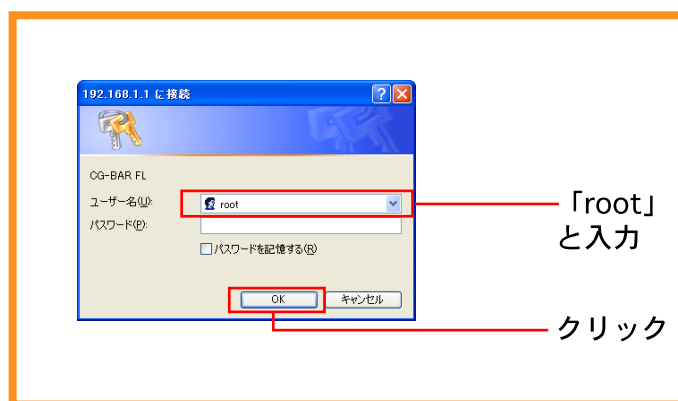 192.168.1.1 に接続
CG-BAR FL
ユーザー名(U):
root
パスワード(P):
パスワードを記憶する(R)
OK
キャンセル
「root」
と入力
クリック